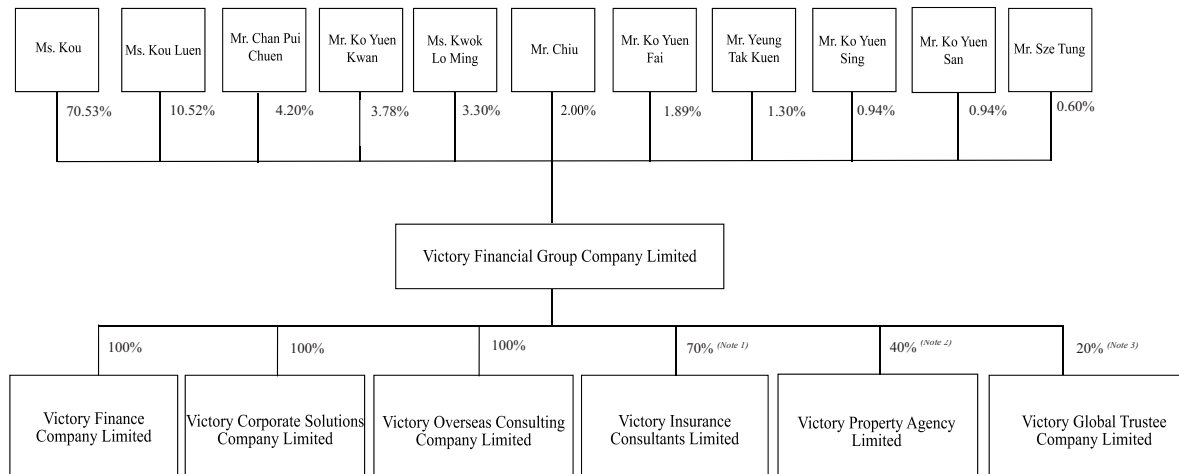 Ms. Kou
Ms. Kou Luen
Mr. Chan Pui
Chuen
Mr. Ko Yuen
Kwan
Ms. Kwok
Lo Ming
Mr. Chiu
Mr. Ko Yuen
Fai
Mr. Yeung
Tak Kuen
Mr. Ko Yuen
Sing
Mr. Ko Yuen
San
Mr. Sze Tung
70.53%
10.52%
4.20%
3.78%
3.30%
2.00%
1.89%
1.30%
0.94%
0.94%
0.60%
Victory Financial Group Company Limited
100%
100%
100%
70% (Note 1)
40% (Note 2)
20% (Note 3)
Victory Finance
Company Limited
Victory Corporate Solutions
Company Limited
Victory Overseas Consulting
Company Limited
Victory Insurance
Consultants Limited
Victory Property Agency
Limited
Victory Global Trustee
Company Limited